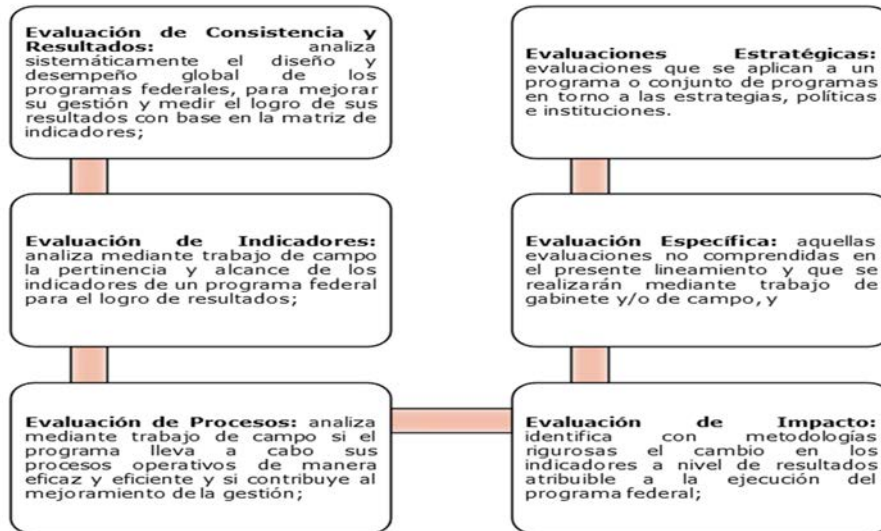 Evaluación de Consistencia y
Resultados: analiza
sistemáticamente el diseño y
desempeño global de los
programas federales, para mejorar
su gestión y medir el logro de sus
resultados con base en la matriz de
indicadores;
Evaluación de Indicadores:
analiza mediante trabajo de campo
la pertinencia y alcance de los
indicadores de un programa federal
para el logro de resultados;
Evaluación de Procesos: analiza
mediante trabajo de campo si el
programa lleva a cabo sus
procesos operativos de manera
eficaz y eficiente y si contribuye al
mejoramiento de la gestión;
Evaluación de Impacto:
identifica con metodologías
rigurosas el cambio en los
indicadores a nivel de resultados
atribuible a la ejecución del
programa federal;
Evaluación Específica: aquellas
evaluaciones no comprendidas en
el presente lineamiento y que se
realizarán mediante trabajo de
gabinete y/o de campo, y
Evaluaciones Estratégicas:
evaluaciones que se aplican a un
programa o conjunto de programas
en torno a las estrategias, políticas
e instituciones.